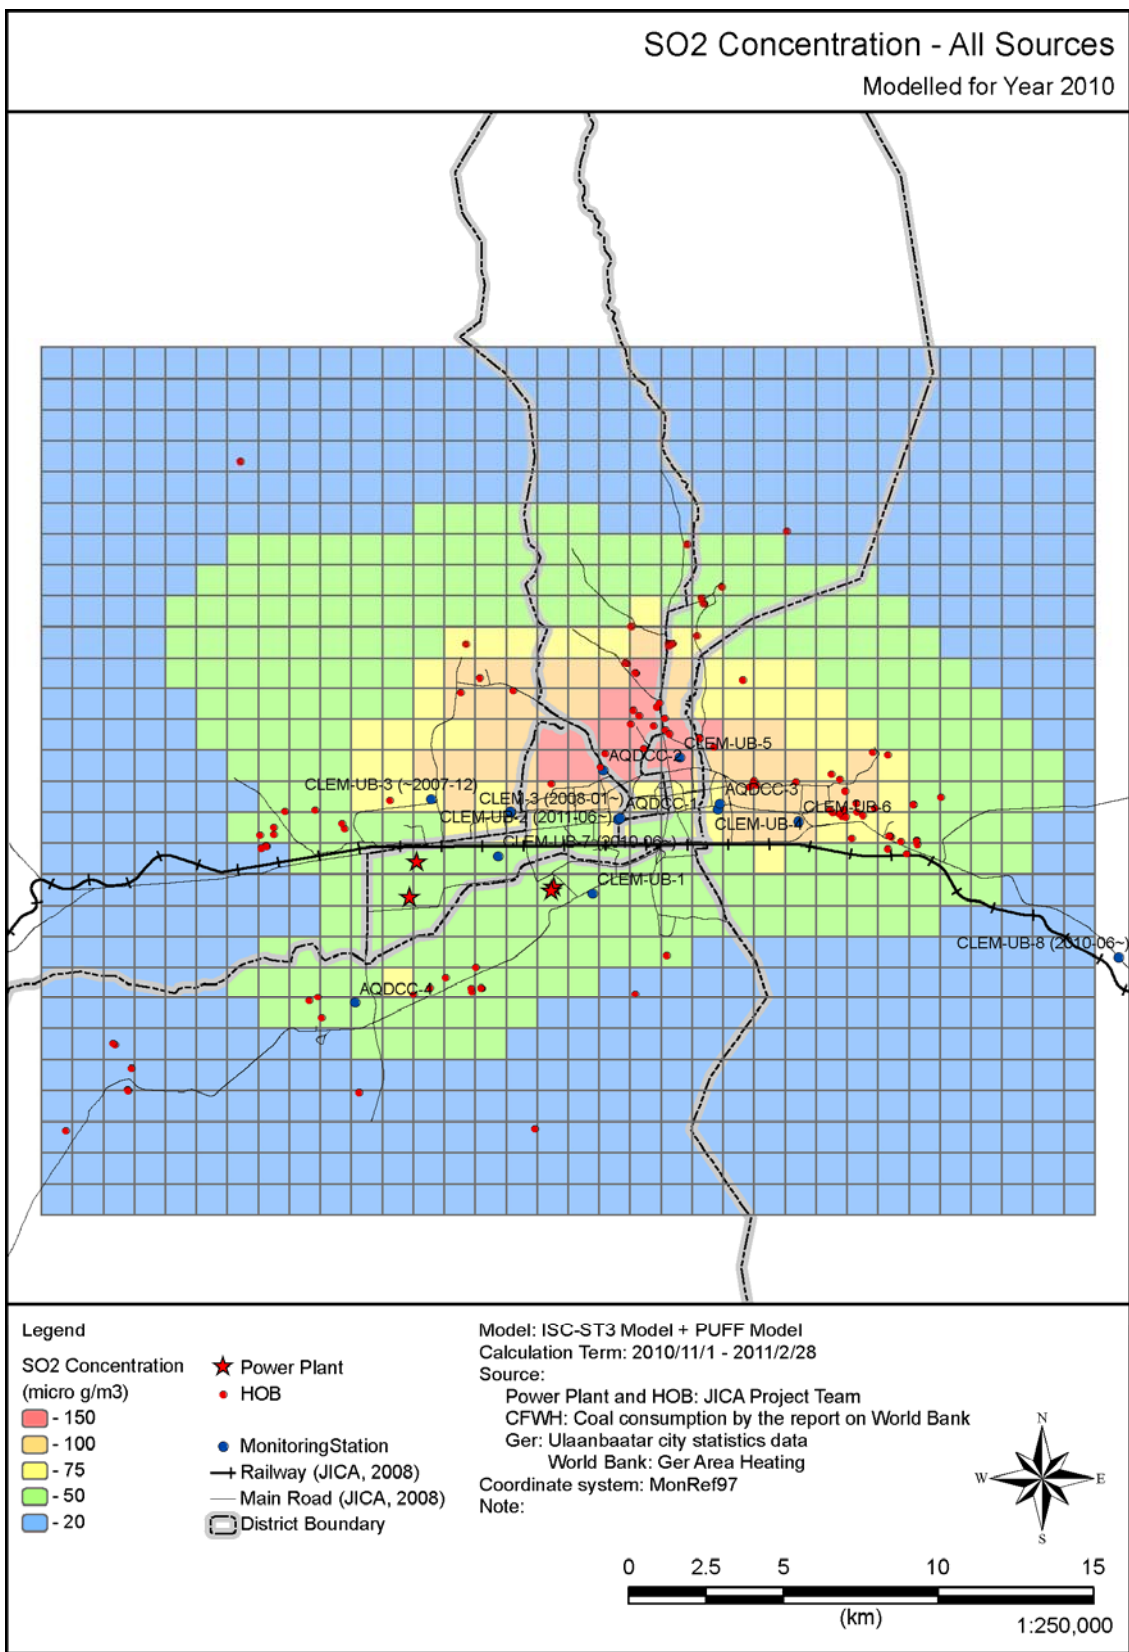 SO2 Concentration - All Sources
Modelled for Year 2010
CLEM-UB-5
AQDCC-2
CLEM-UB-3 (~2007-12)
AQDCC-3
CLEM-3 (2008-01~)
AQDCC-1
CLEM-UB-6
CLEM-UB-2 (2011-06~)
CLEM-UB-4
CLEM-UB-7 (2010-06~)
CLEM-UB-1
CLEM-UB-8 (2010-06~)
AQDCC-4
Legend
SO2 Concentration
(micro g/m3)
- 150
- 100
- 75
- 50
- 20
Power Plant
HOB
MonitoringStation
Railway (JICA, 2008)
Main Road (JICA, 2008)
District Boundary
Model: ISC-ST3 Model + PUFF Model
Calculation Term: 2010/11/1 - 2011/2/28
Source:
Power Plant and HOB: JICA Project Team
CFWH: Coal consumption by the report on World Bank
Ger: Ulaanbaatar city statistics data
World Bank: Ger Area Heating
Coordinate system: MonRef97
Note:
N
W E
S
0 2.5 5 10 15
(km)
1:250,000